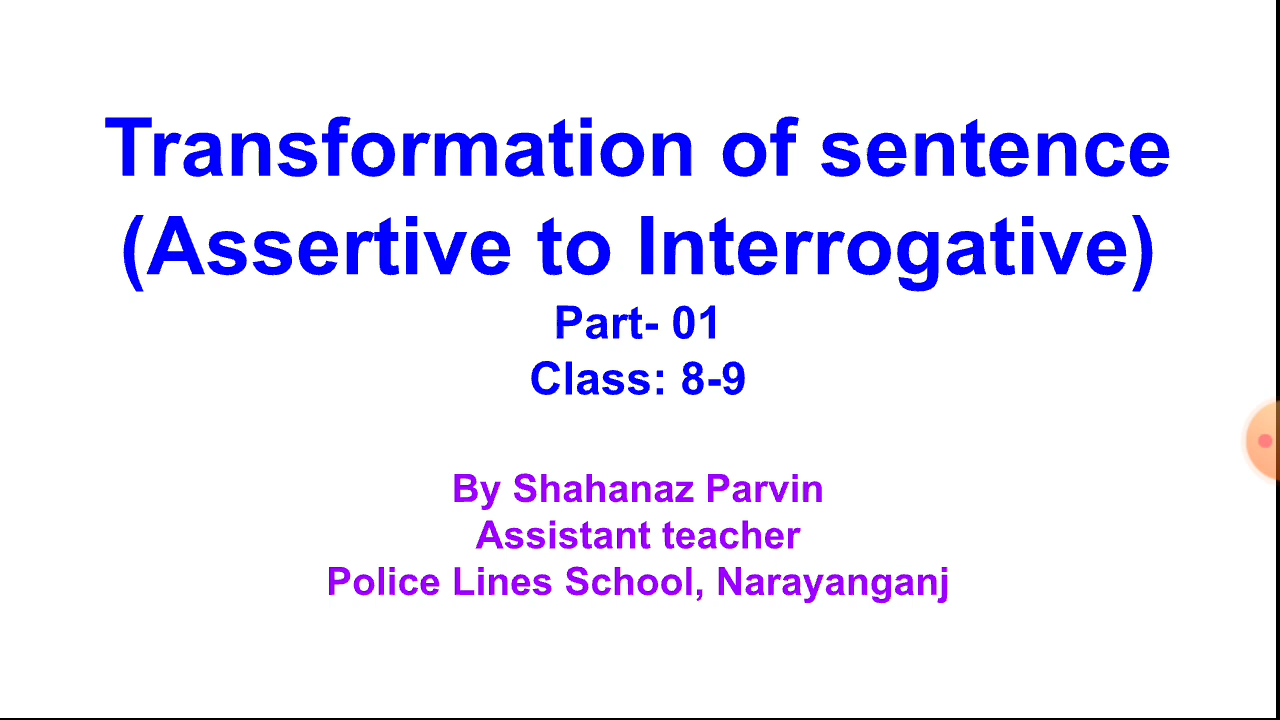 Transformation of sentence
(Assertive to Interrogative)
Part- 01
Class: 8-9
By Shahanaz Parvin
Assistant teacher
Police Lines School, Narayanganj